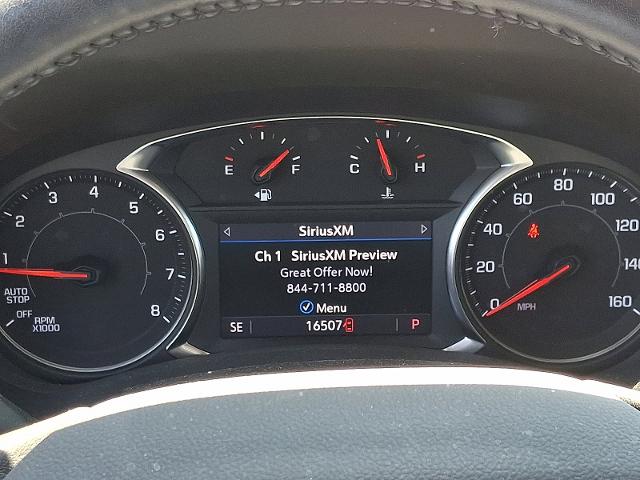 E F C H
1 2 3 4 5 6 7 8
AUTO
STOP
OFF
RPM
X1000
SiriusXM
Ch 1 SiriusXM Preview
Great Offer Now!
844-711-8800
Menu
SE 16507 P
0 20 40 60 80 100 120 140 160
MPH